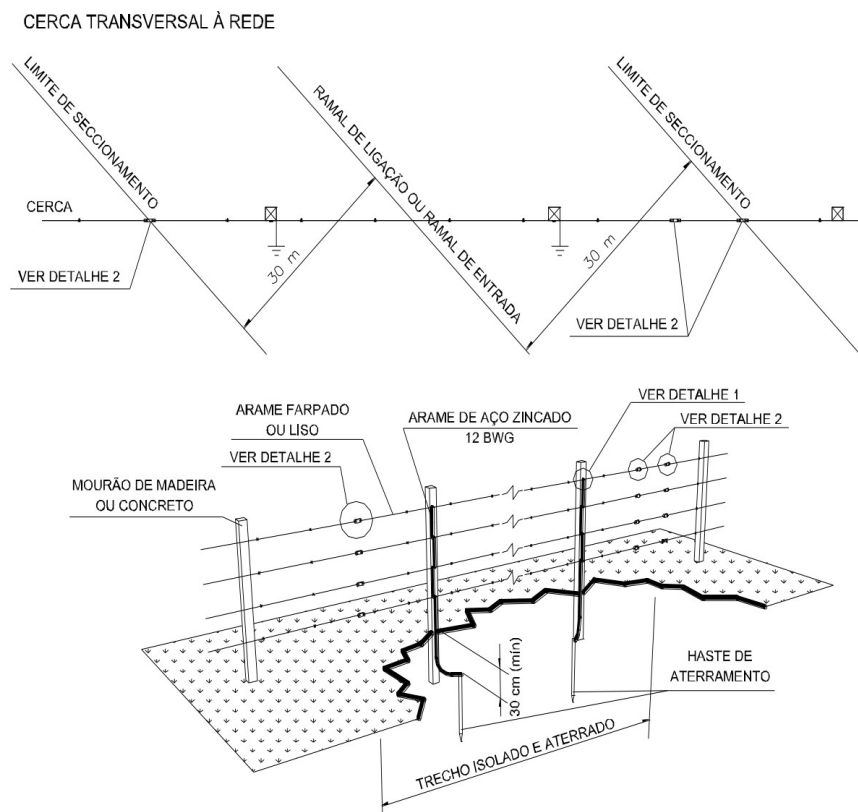 CERCA TRANSVERSAL À REDE
LIMITE DE SECCIONAMENTO
RAMAL DE LIGAÇÃO OU RAMAL DE ENTRADA
LIMITE DE SECCIONAMENTO
CERCA
30 m
30 m
VER DETALHE 2
VER DETALHE 2
VER DETALHE 1
ARAME FARPADO
OU LISO
ARAME DE AÇO ZINCADO
12 BWG
VER DETALHE 2
VER DETALHE 2
MOURÃO DE MADEIRA
OU CONCRETO
30 cm (mín)
HASTE DE
ATERRAMENTO
TRECHO ISOLADO E ATERRADO